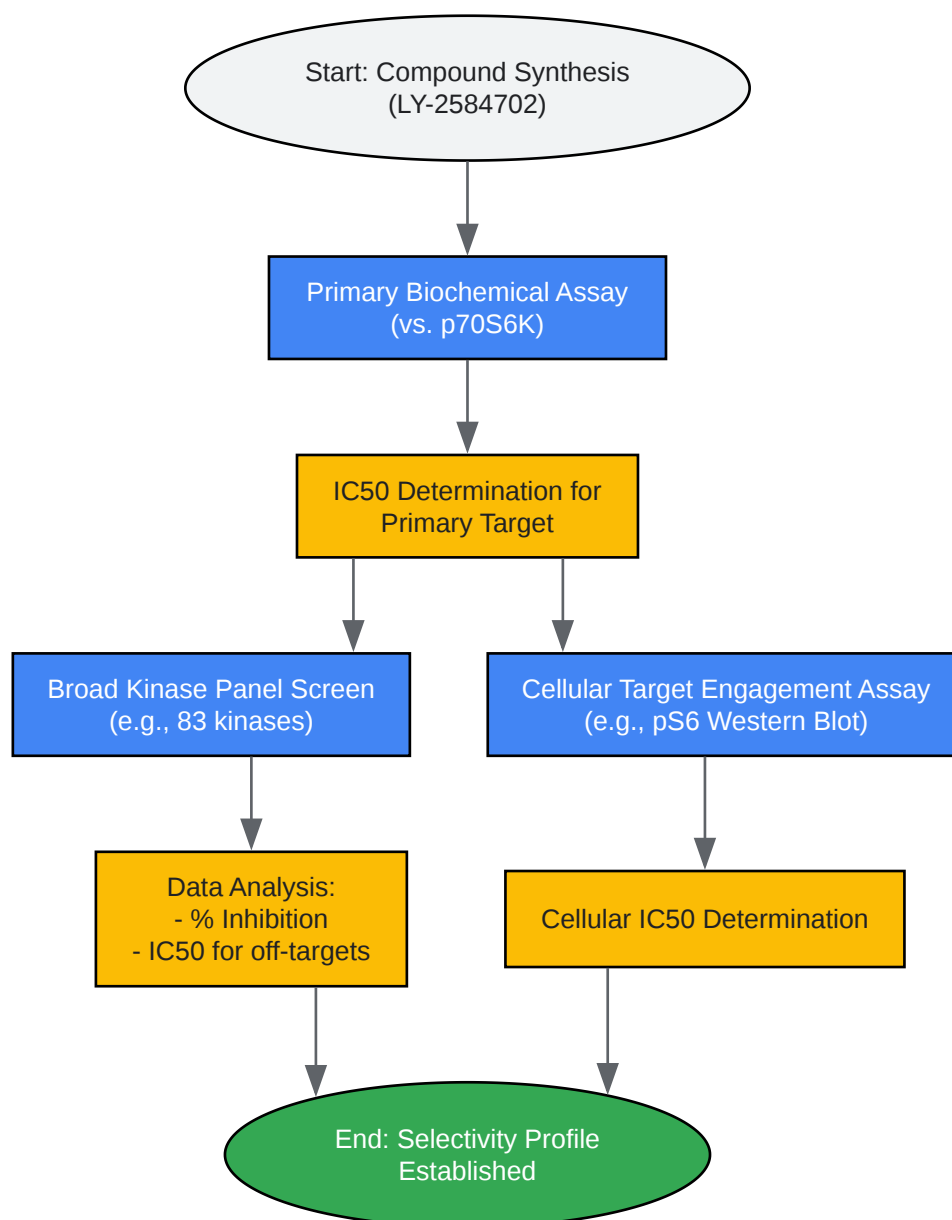 Start: Compound Synthesis
(LY-2584702)
Primary Biochemical Assay
(vs. p70S6K)
IC50 Determination for
Primary Target
Broad Kinase Panel Screen
(e.g., 83 kinases)
Cellular Target Engagement Assay
(e.g., pS6 Western Blot)
Data Analysis:
- % Inhibition
- IC50 for off-targets
Cellular IC50 Determination
End: Selectivity Profile
Established